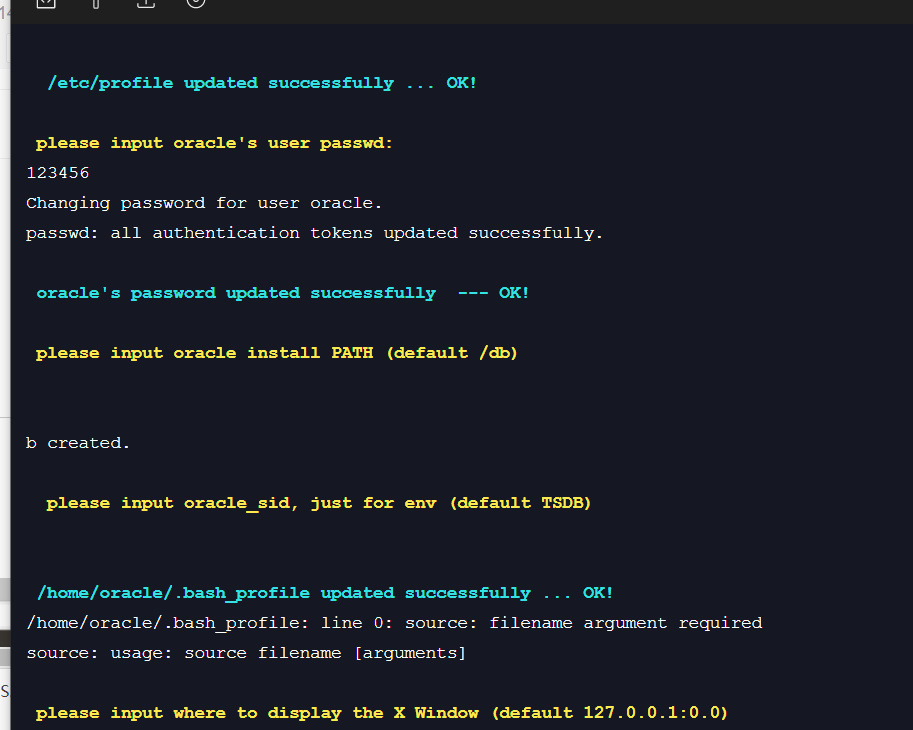 /etc/profile updated successfully ... OK!
please input oracle's user passwd:
123456
Changing password for user oracle.
passwd: all authentication tokens updated successfully.
oracle's password updated successfully  --- OK!
please input oracle install PATH (default /db)
b created.
please input oracle_sid, just for env (default TSDB)
/home/oracle/.bash_profile updated successfully ... OK!
/home/oracle/.bash_profile: line 0: source: filename argument required
source: usage: source filename [arguments]
please input where to display the X Window (default 127.0.0.1:0.0)